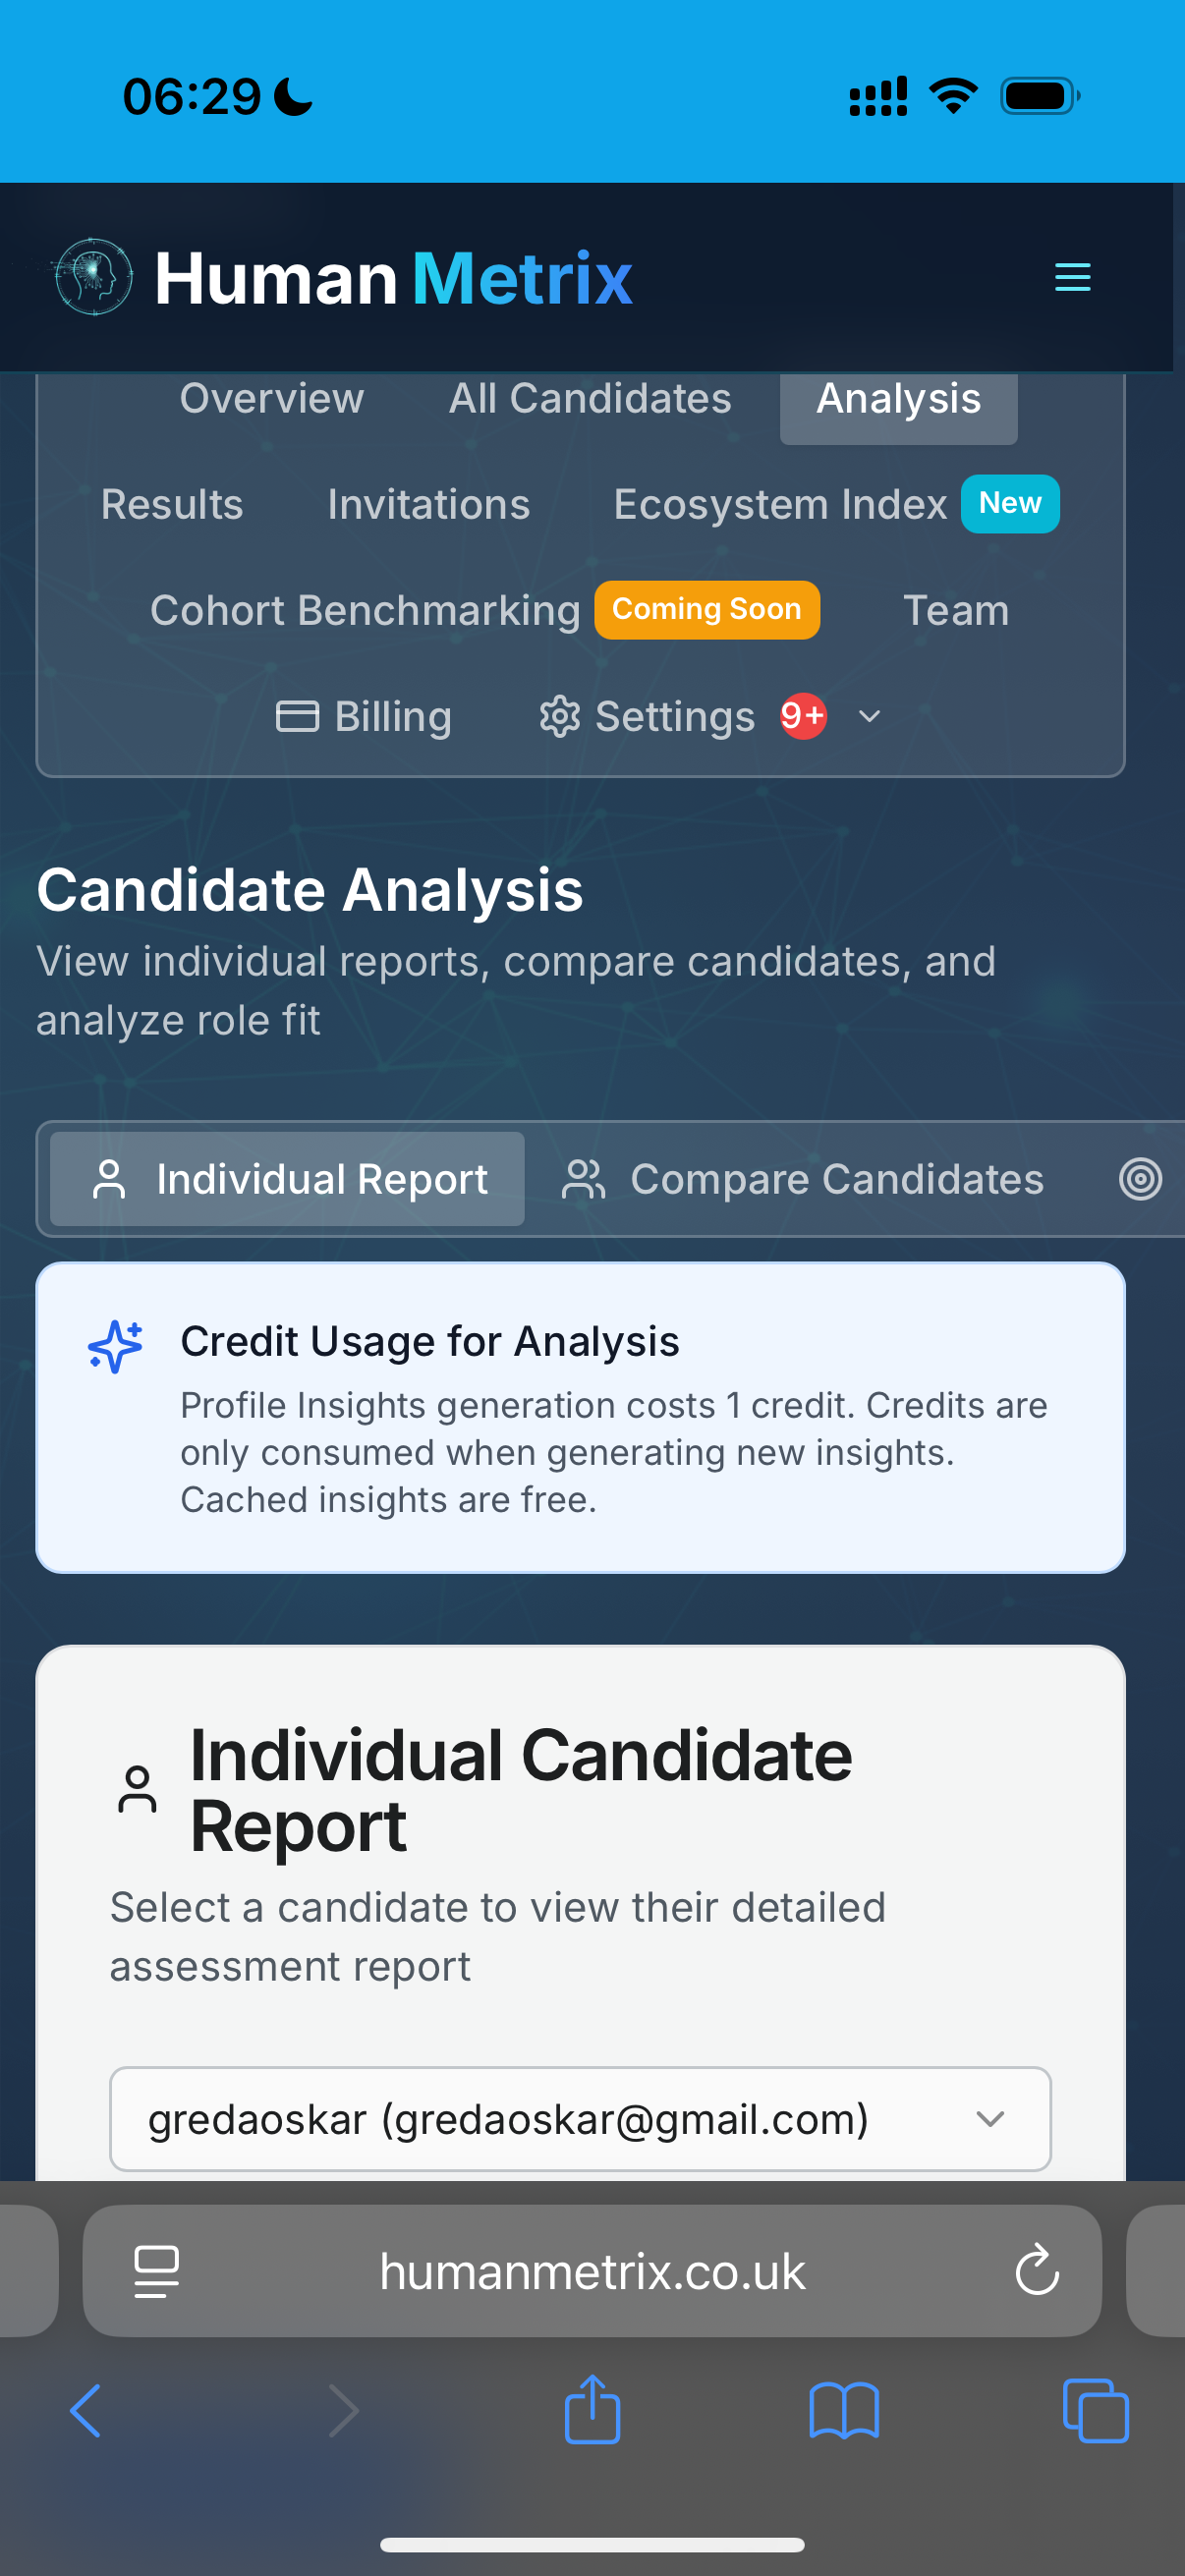 06:29
Human Metrix
Overview All Candidates Analysis
Results Invitations Ecosystem Index New
Cohort Benchmarking Coming Soon Team
Billing Settings 9+
Candidate Analysis
View individual reports, compare candidates, and
analyze role fit
Individual Report Compare Candidates
Credit Usage for Analysis
Profile Insights generation costs 1 credit. Credits are
only consumed when generating new insights.
Cached insights are free.
Individual Candidate
Report
Select a candidate to view their detailed
assessment report
gredaoskar (gredaoskar@gmail.com)
humanmetrix.co.uk